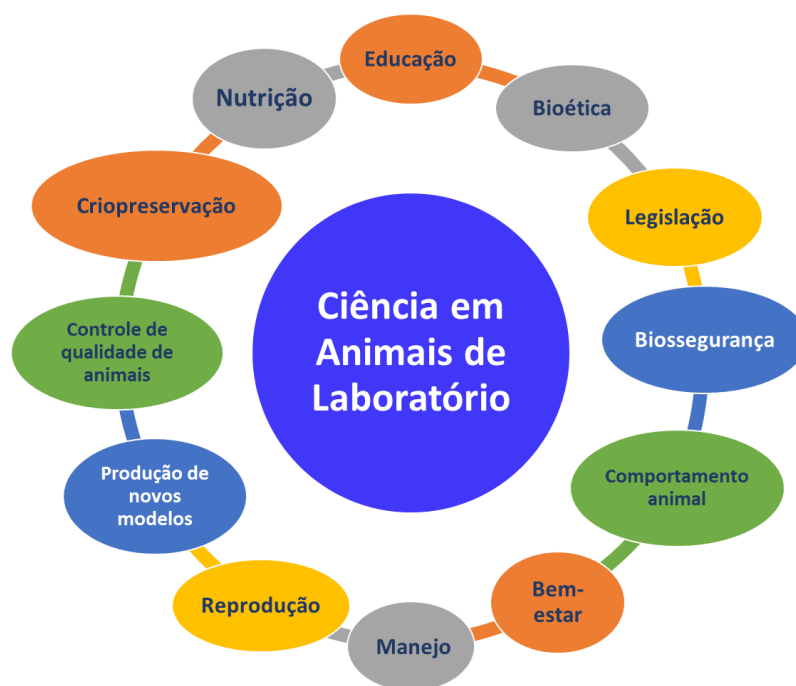 Educação
Bioética
Legislação
Biossegurança
Comportamento
animal
Bem-
estar
Manejo
Reprodução
Produção de
novos
modelos
Controle de
qualidade de
animais
Criopreservação
Nutrição
Ciência em
Animais de
Laboratório